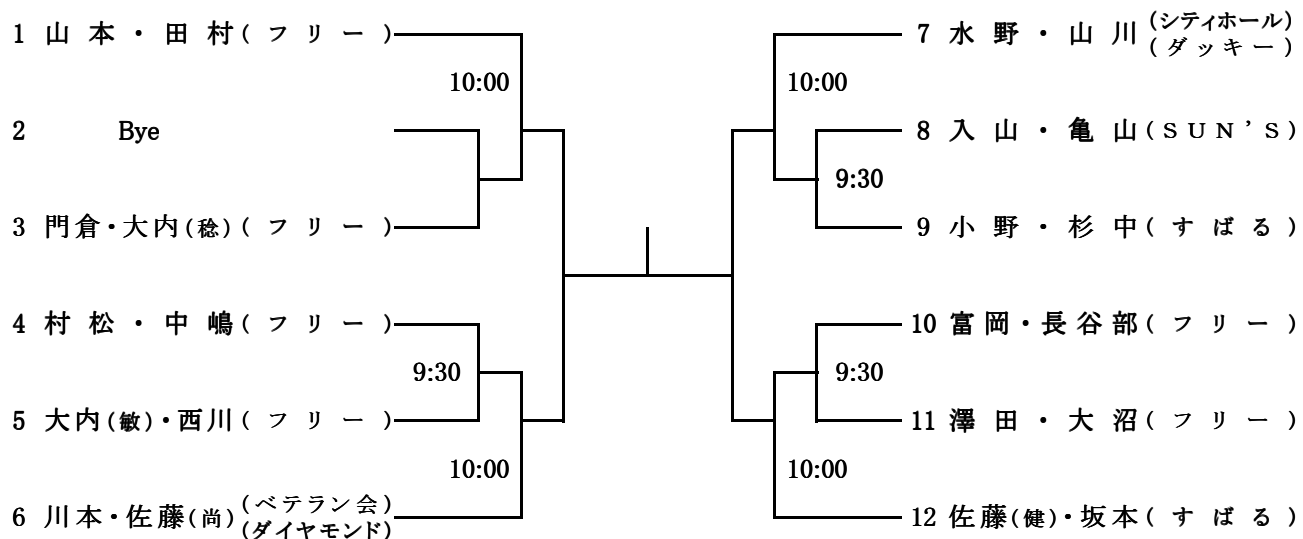 1 山本・田村(フリー)
10:00
2 Bye
3 門倉・大内(稔)(フリー)
4 村松・中嶋(フリー)
9:30
5 大内(敏)・西川(フリー)
10:00
6 川本・佐藤(尚)(ベテラン会)
(ダイヤモンド)
7 水野・山川(シティホール)
(ダッキー)
10:00
8 入山・亀山(SUN'S)
9:30
9 小野・杉中(すばる)
10 富岡・長谷部(フリー)
9:30
11 澤田・大沼(フリー)
10:00
12 佐藤(健)・坂本(すばる)